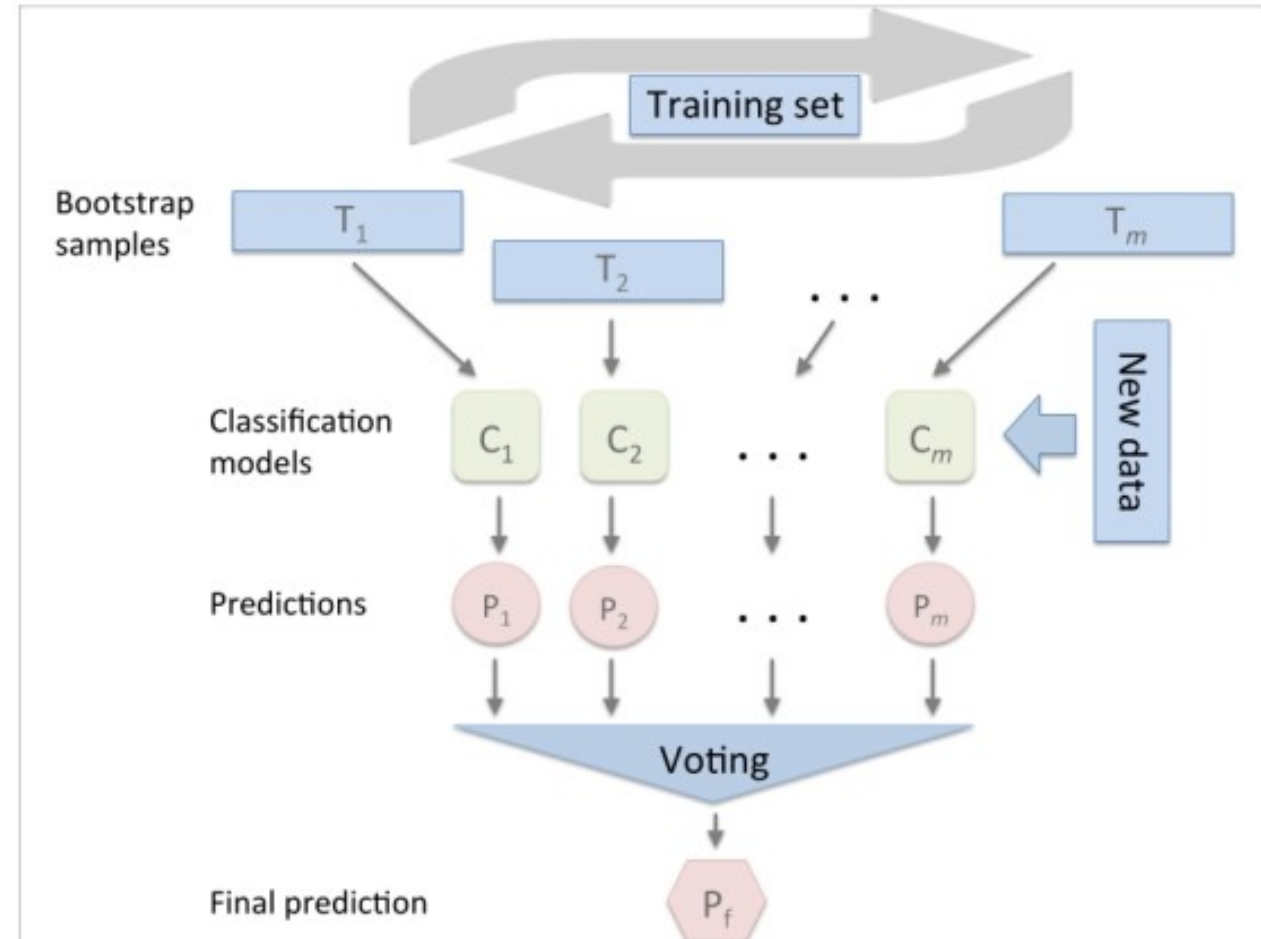 Training set
Bootstrap
samples
T₁
T₂
. . .
Tₘ
New data
Classification
models
C₁
C₂
. . .
Cₘ
Predictions
P₁
P₂
. . .
Pₘ
Voting
Final prediction
P_f